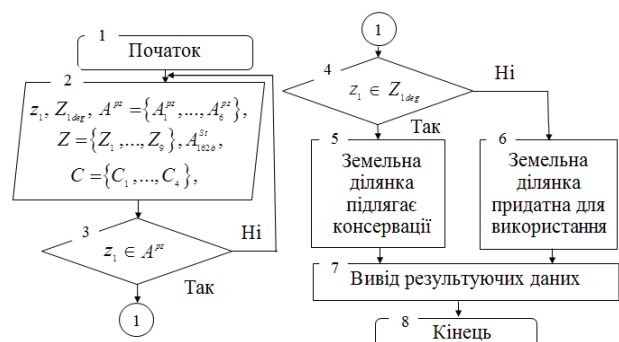 1
Початок
2
z₁, Z₁deg, Aᵖᶻ = {A₁ᵖᶻ,..., A₆ᵖᶻ},
Z = {Z₁,..., Z₉}, A₁₆₂₆ˢᵗ,
C = {C₁,..., C₄},
3
z₁ ∈ Aᵖᶻ
Ні
Так
1
1
4
z₁ ∈ Z₁deg
Ні
Так
5
Земельна
ділянка
підлягає
консервації
6
Земельна
ділянка
придатна для
використання
7
Вивід результуючих даних
8
Кінець